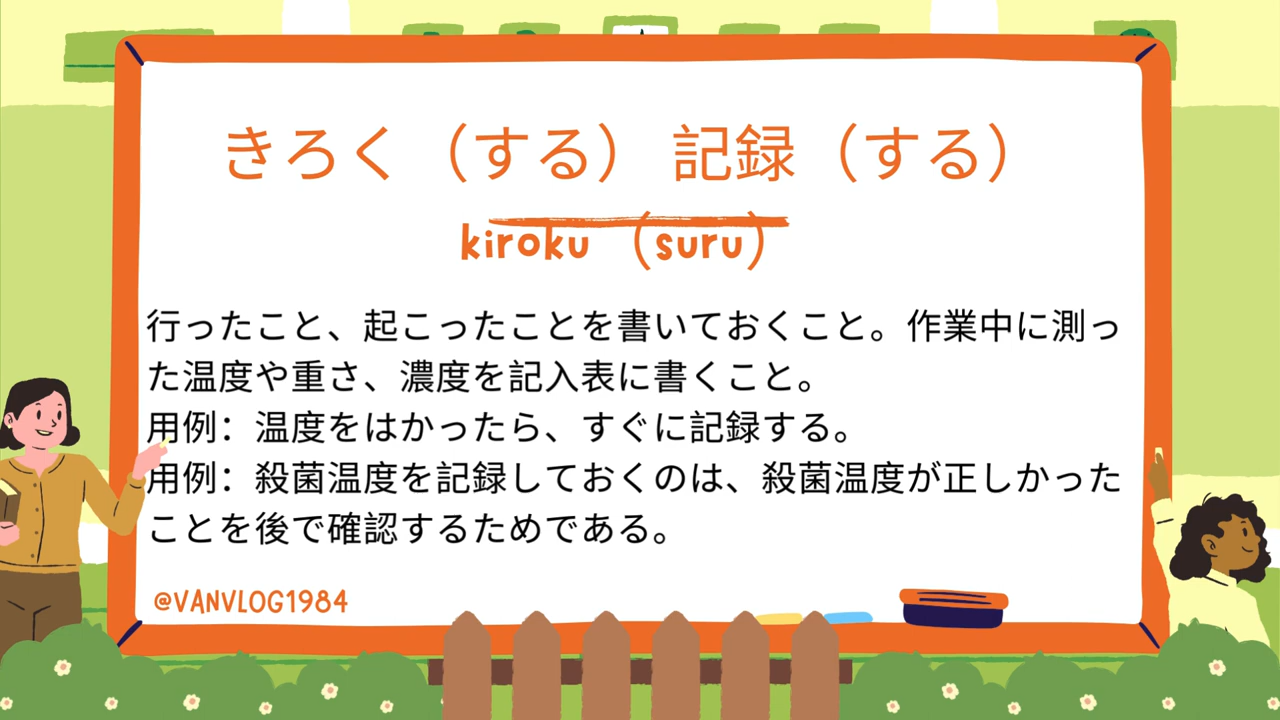 きろく（する） 記録（する）
kiroku （suru）
行ったこと、起こったことを書いておくこと。作業中に測っ
た温度や重さ、濃度を記入表に書くこと。
用例：温度をはかったら、すぐに記録する。
用例：殺菌温度を記録しておくのは、殺菌温度が正しかった
ことを後で確認するためである。
@VANVLOG1984